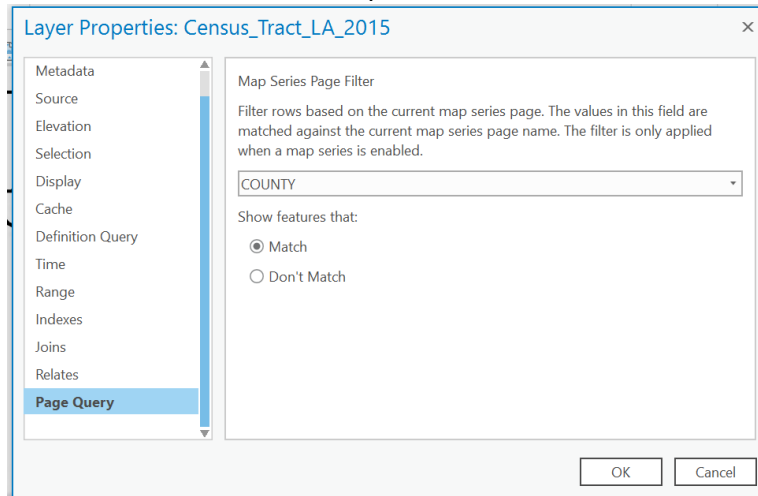 Layer Properties: Census_Tract_LA_2015
Metadata
Source
Elevation
Selection
Display
Cache
Definition Query
Time
Range
Indexes
Joins
Relates
Page Query
Map Series Page Filter
Filter rows based on the current map series page. The values in this field are
matched against the current map series page name. The filter is only applied
when a map series is enabled.
COUNTY
Show features that:
Match
Don't Match
OK
Cancel